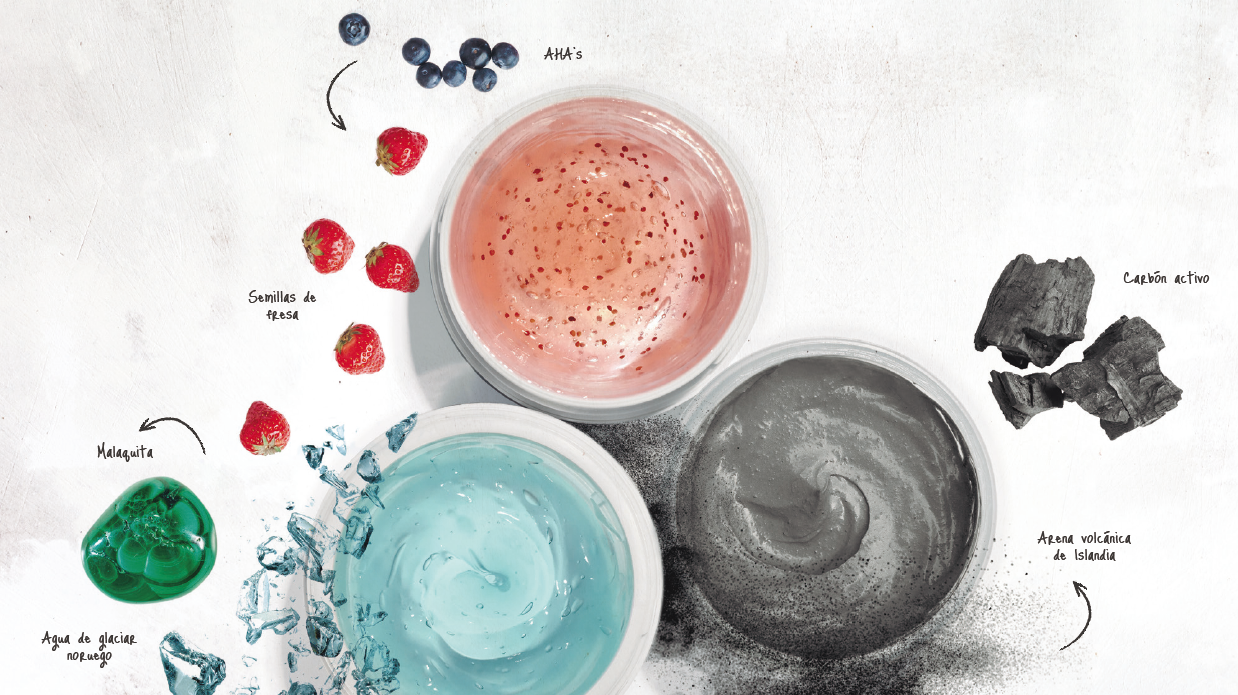 AHA's
Semillas de
fresa
Carbón activo
Malaquita
Arena volcánica
de Islandia
Agua de glaciar
noruego